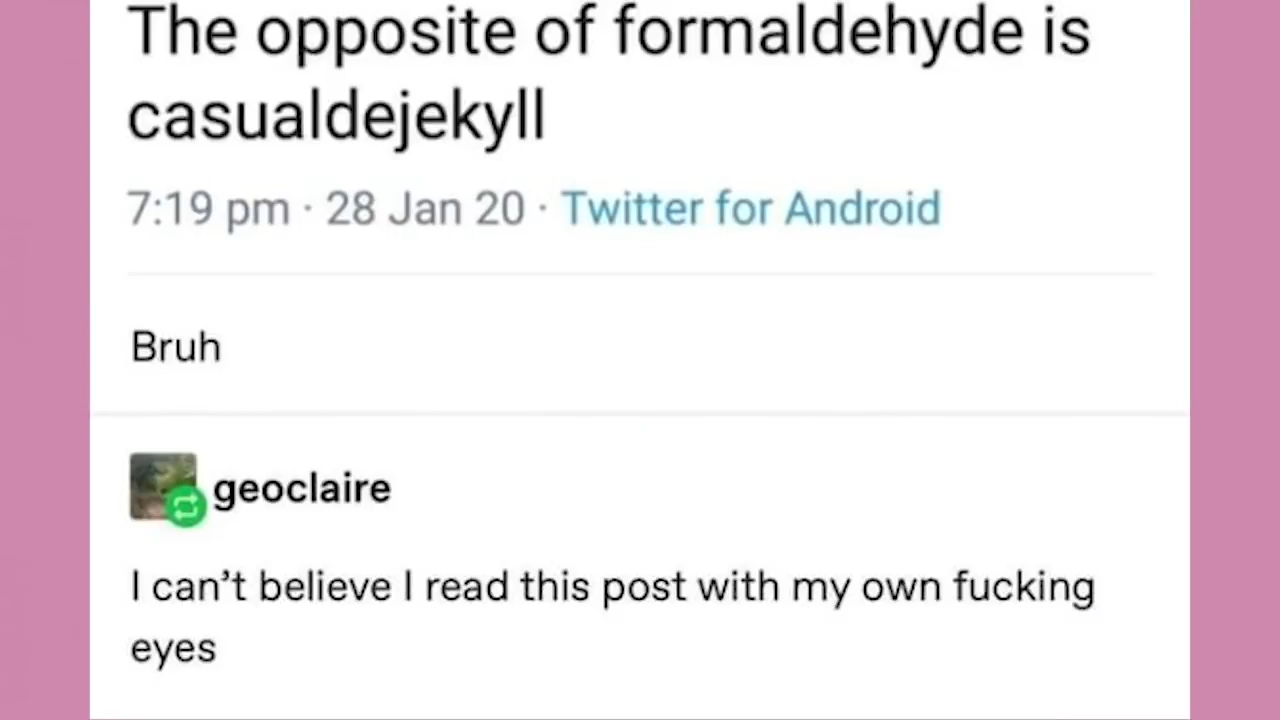 The opposite of formaldehyde is
casualdejekyll
7:19 pm · 28 Jan 20 · Twitter for Android
Bruh
geoclaire
I can’t believe I read this post with my own fucking
eyes